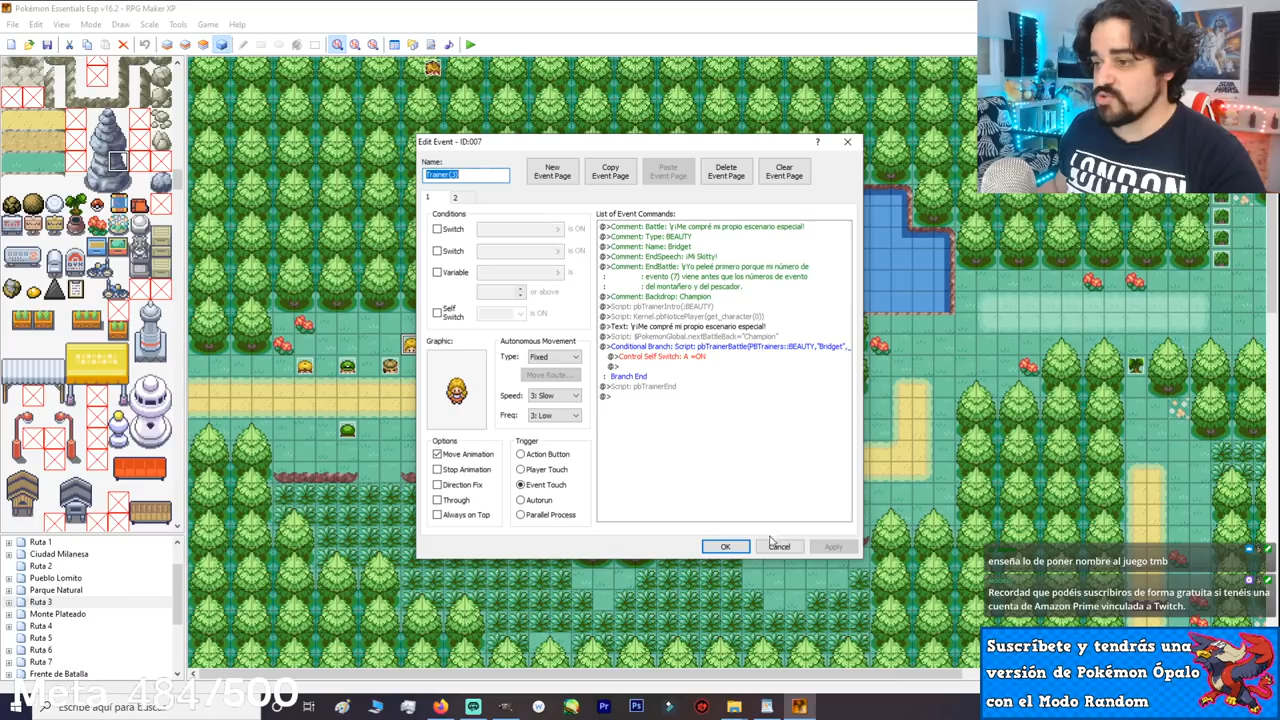 Pokémon Essentials Esp v16.2 - RPG Maker XP
File Edit View Mode Draw Scale Tools Game Help
Edit Event - ID:007
Name:
Trainer(3)
New Event Page
Copy Event Page
Paste Event Page
Delete Event Page
Clear Event Page
1 2
Conditions
Switch is ON
Switch is ON
Variable is
or above
Self Switch is ON
Graphic:
Autonomous Movement
Type: Fixed
Move Route...
Speed: 3: Slow
Freq: 3: Low
Options
Move Animation
Stop Animation
Direction Fix
Through
Always on Top
Trigger
Action Button
Player Touch
Event Touch
Autorun
Parallel Process
List of Event Commands:
@>Comment: Battle: \r¡Me compré mi propio escenario especial!
@>Comment: Type: BEAUTY
@>Comment: Name: Bridget
@>Comment: EndSpeech: ¡Mi Skitty!
@>Comment: EndBattle: \rYo peleé primero porque mi número de
: : evento (7) viene antes que los números de evento
: : del montañero y del pescador.
@>Comment: Backdrop: Champion
@>Script: pbTrainerIntro(:BEAUTY)
@>Script: Kernel.pbNoticePlayer(get_character(0))
@>Text: \r¡Me compré mi propio escenario especial!
@>Script: $PokemonGlobal.nextBattleBack="Champion"
@>Conditional Branch: Script: pbTrainerBattle(PBTrainers::BEAUTY,"Bridget",_
@>Control Self Switch: A =ON
@>
: Branch End
@>Script: pbTrainerEnd
@>
OK Cancel Apply
Ruta 1
Ciudad Milanesa
Ruta 2
Pueblo Lomito
Parque Natural
Ruta 3
Monte Plateado
Ruta 4
Ruta 5
Ruta 6
Ruta 7
Frente de Batalla
Meta 484/500
Escribe aquí para buscar
LONDON
enseña lo de poner nombre al juego tmb
Recordad que podéis suscribiros de forma gratuita si tenéis una
cuenta de Amazon Prime vinculada a Twitch.
Suscríbete y tendrás una
versión de Pokémon Ópalo
con el Modo Random